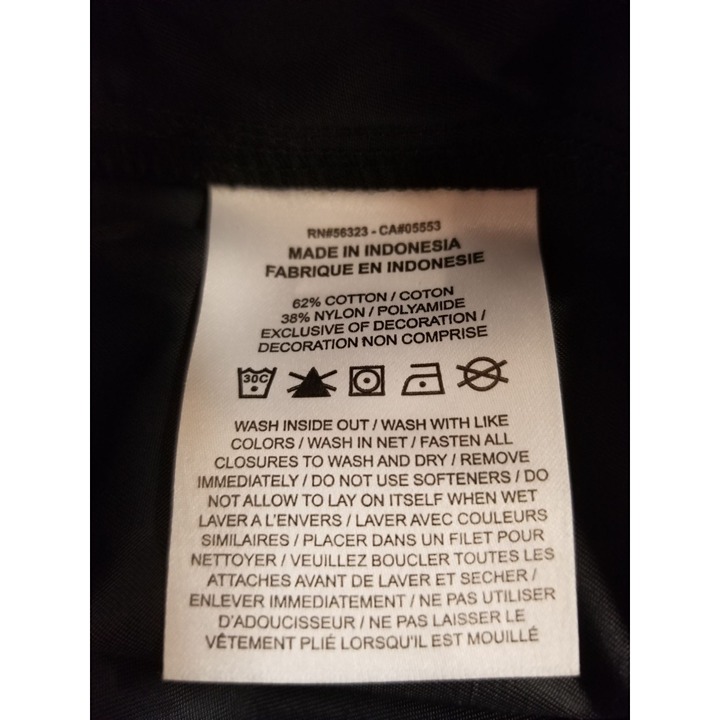 RN#56323 - CA#05553
MADE IN INDONESIA
FABRIQUE EN INDONESIE
62% COTTON / COTON
38% NYLON / POLYAMIDE
EXCLUSIVE OF DECORATION /
DECORATION NON COMPRISE
30C
WASH INSIDE OUT / WASH WITH LIKE
COLORS / WASH IN NET / FASTEN ALL
CLOSURES TO WASH AND DRY / REMOVE
IMMEDIATELY / DO NOT USE SOFTENERS / DO
NOT ALLOW TO LAY ON ITSELF WHEN WET
LAVER A L'ENVERS / LAVER AVEC COULEURS
SIMILAIRES / PLACER DANS UN FILET POUR
NETTOYER / VEUILLEZ BOUCLER TOUTES LES
ATTACHES AVANT DE LAVER ET SECHER /
ENLEVER IMMEDIATEMENT / NE PAS UTILISER
D'ADOUCISSEUR / NE PAS LAISSER LE
VÊTEMENT PLIÉ LORSQU'IL EST MOUILLÉ